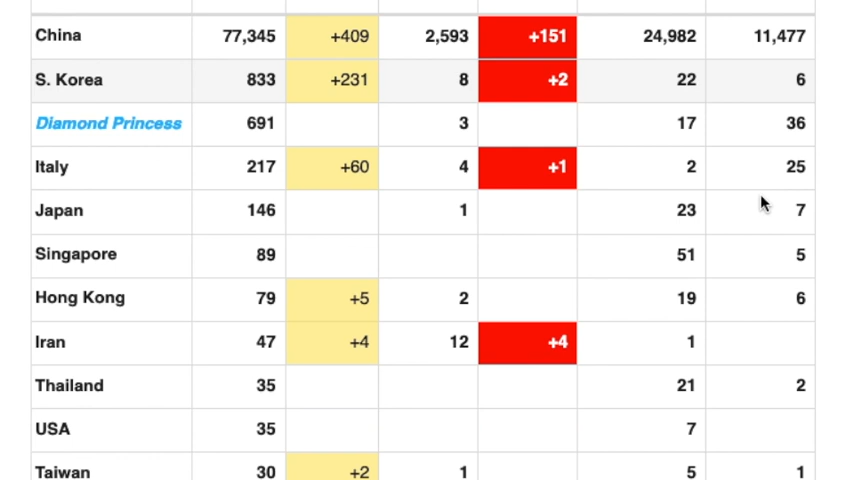 China 77,345 +409 2,593 +151 24,982 11,477
S. Korea 833 +231 8 +2 22 6
Diamond Princess 691 3 17 36
Italy 217 +60 4 +1 2 25
Japan 146 1 23 7
Singapore 89 51 5
Hong Kong 79 +5 2 19 6
Iran 47 +4 12 +4 1
Thailand 35 21 2
USA 35 7
Taiwan 30 +2 1 5 1